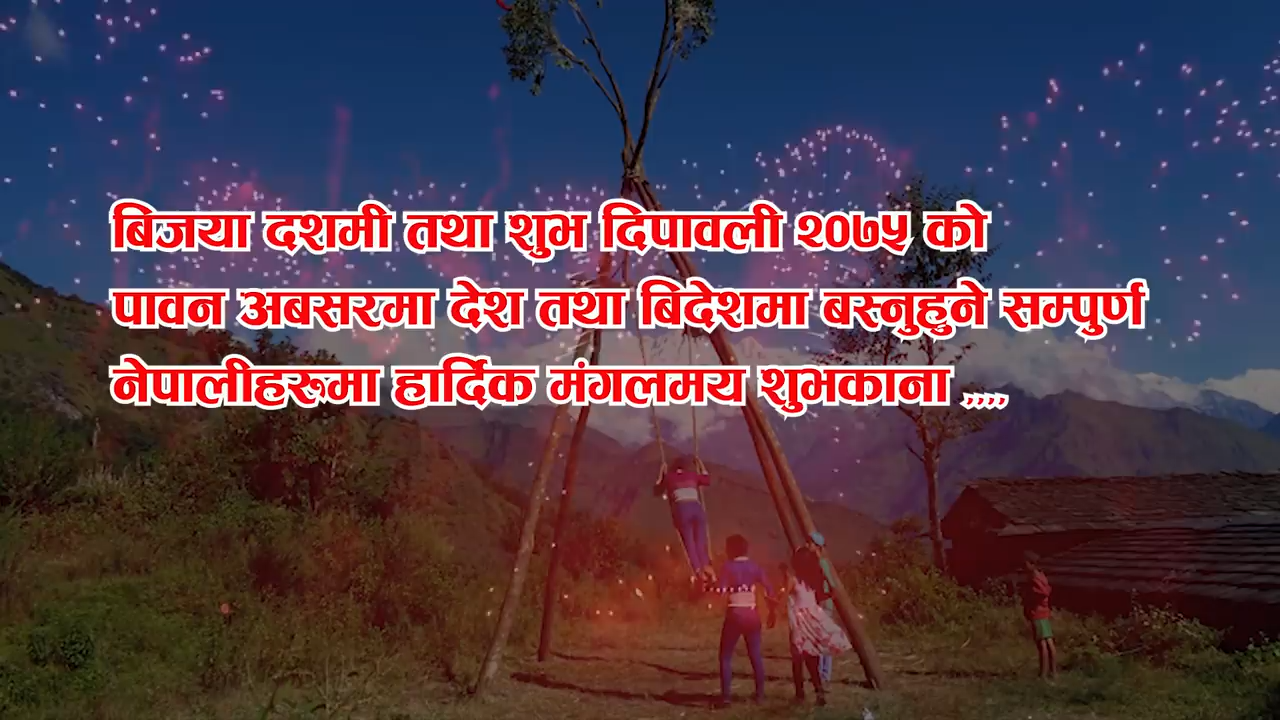 बिजया दशमी तथा शुभ दिपावली २०७५ को
पावन अबसरमा देश तथा बिदेशमा बस्नुहुने सम्पुर्ण
नेपालीहरुमा हार्दिक मंगलमय शुभकाना ,,,,